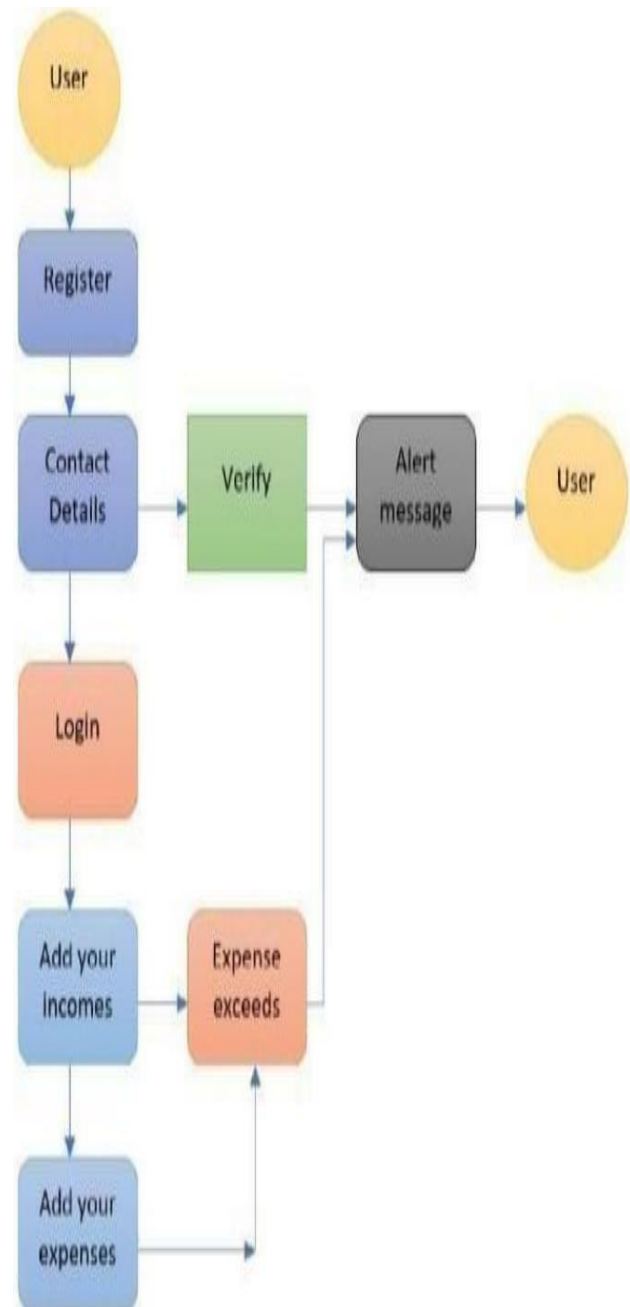 User
Register
Contact
Details
Verify
Alert
message
User
Login
Add your
incomes
Expense
exceeds
Add your
expenses